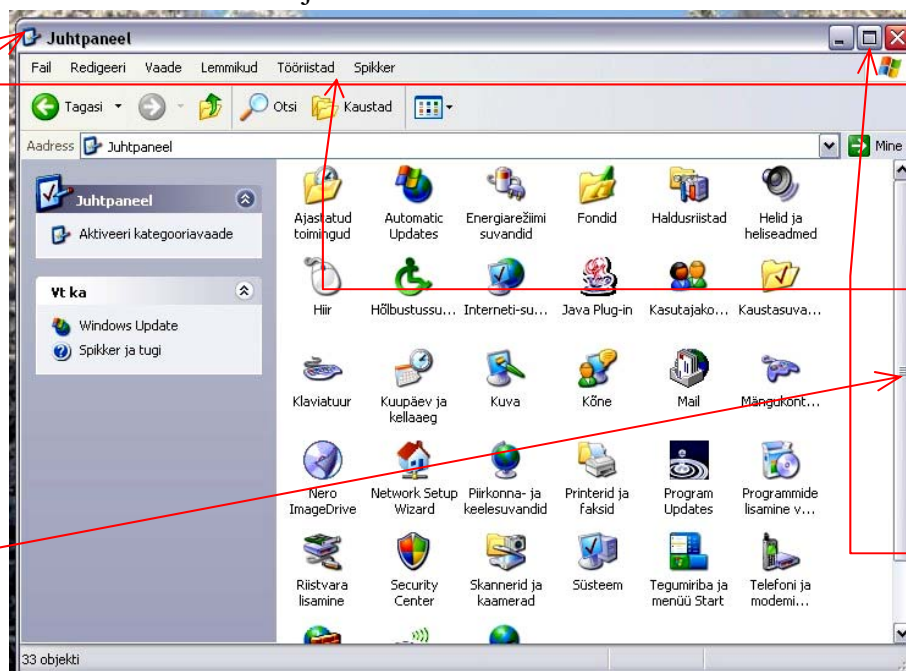 Juhtpaneel
Fail Redigeeri Vaade Lemmikud Tööriistad Spikker
Tagasi Otsi Kaustad
Aadress Juhtpaneel Mine
Juhtpaneel
Aktiveeri kategooriavaade
Vt ka
Windows Update
Spikker ja tugi
Ajastatud toimingud
Automatic Updates
Energiarežiimi suvandid
Fondid
Haldusriistad
Helid ja heliseadmed
Hiir
Hõlbustussu...
Interneti-su...
Java Plug-in
Kasutajako...
Kaustasuva...
Klaviatuur
Kuupäev ja kellaaeg
Kuva
Kõne
Mail
Mängukont...
Nero ImageDrive
Network Setup Wizard
Piirkonna- ja keelesuvandid
Printerid ja faksid
Program Updates
Programmide lisamine v...
Riistvara lisamine
Security Center
Skannerid ja kaamerad
Süsteem
Tegumiriba ja menüü Start
Telefoni ja modemi...
33 objekti